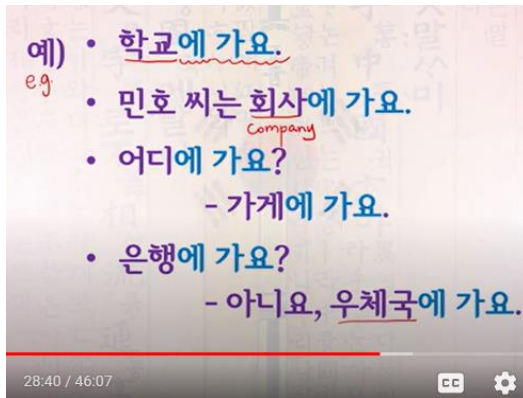 예) • 학교에 가요.
e.g.
• 민호 씨는 회사에 가요.
company
• 어디에 가요?
- 가게에 가요.
• 은행에 가요?
- 아니요, 우체국에 가요.
28:40 / 46:07
CC